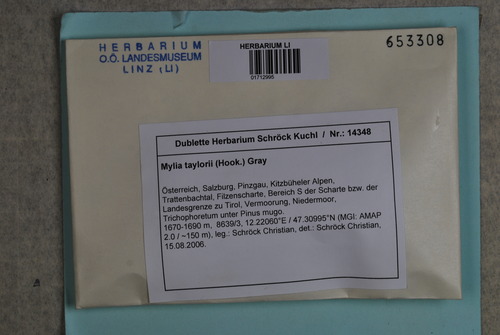 HERBARIUM
O.Ö. LANDESMUSEUM
LINZ (LI)
HERBARIUM LI
01712995
653308
Dublette Herbarium Schröck Kuchl / Nr.: 14348
Mylia taylorii (Hook.) Gray
Österreich, Salzburg, Pinzgau, Kitzbüheler Alpen,
Trattenbachtal, Filzenscharte, Bereich S der Scharte bzw. der
Landesgrenze zu Tirol, Vermoorung, Niedermoor,
Trichophoretum unter Pinus mugo.
1670-1690 m, 8639/3, 12.22060°E / 47.30995°N (MGI: AMAP
2.0 / ~150 m), leg.: Schröck Christian, det.: Schröck Christian,
15.08.2006.